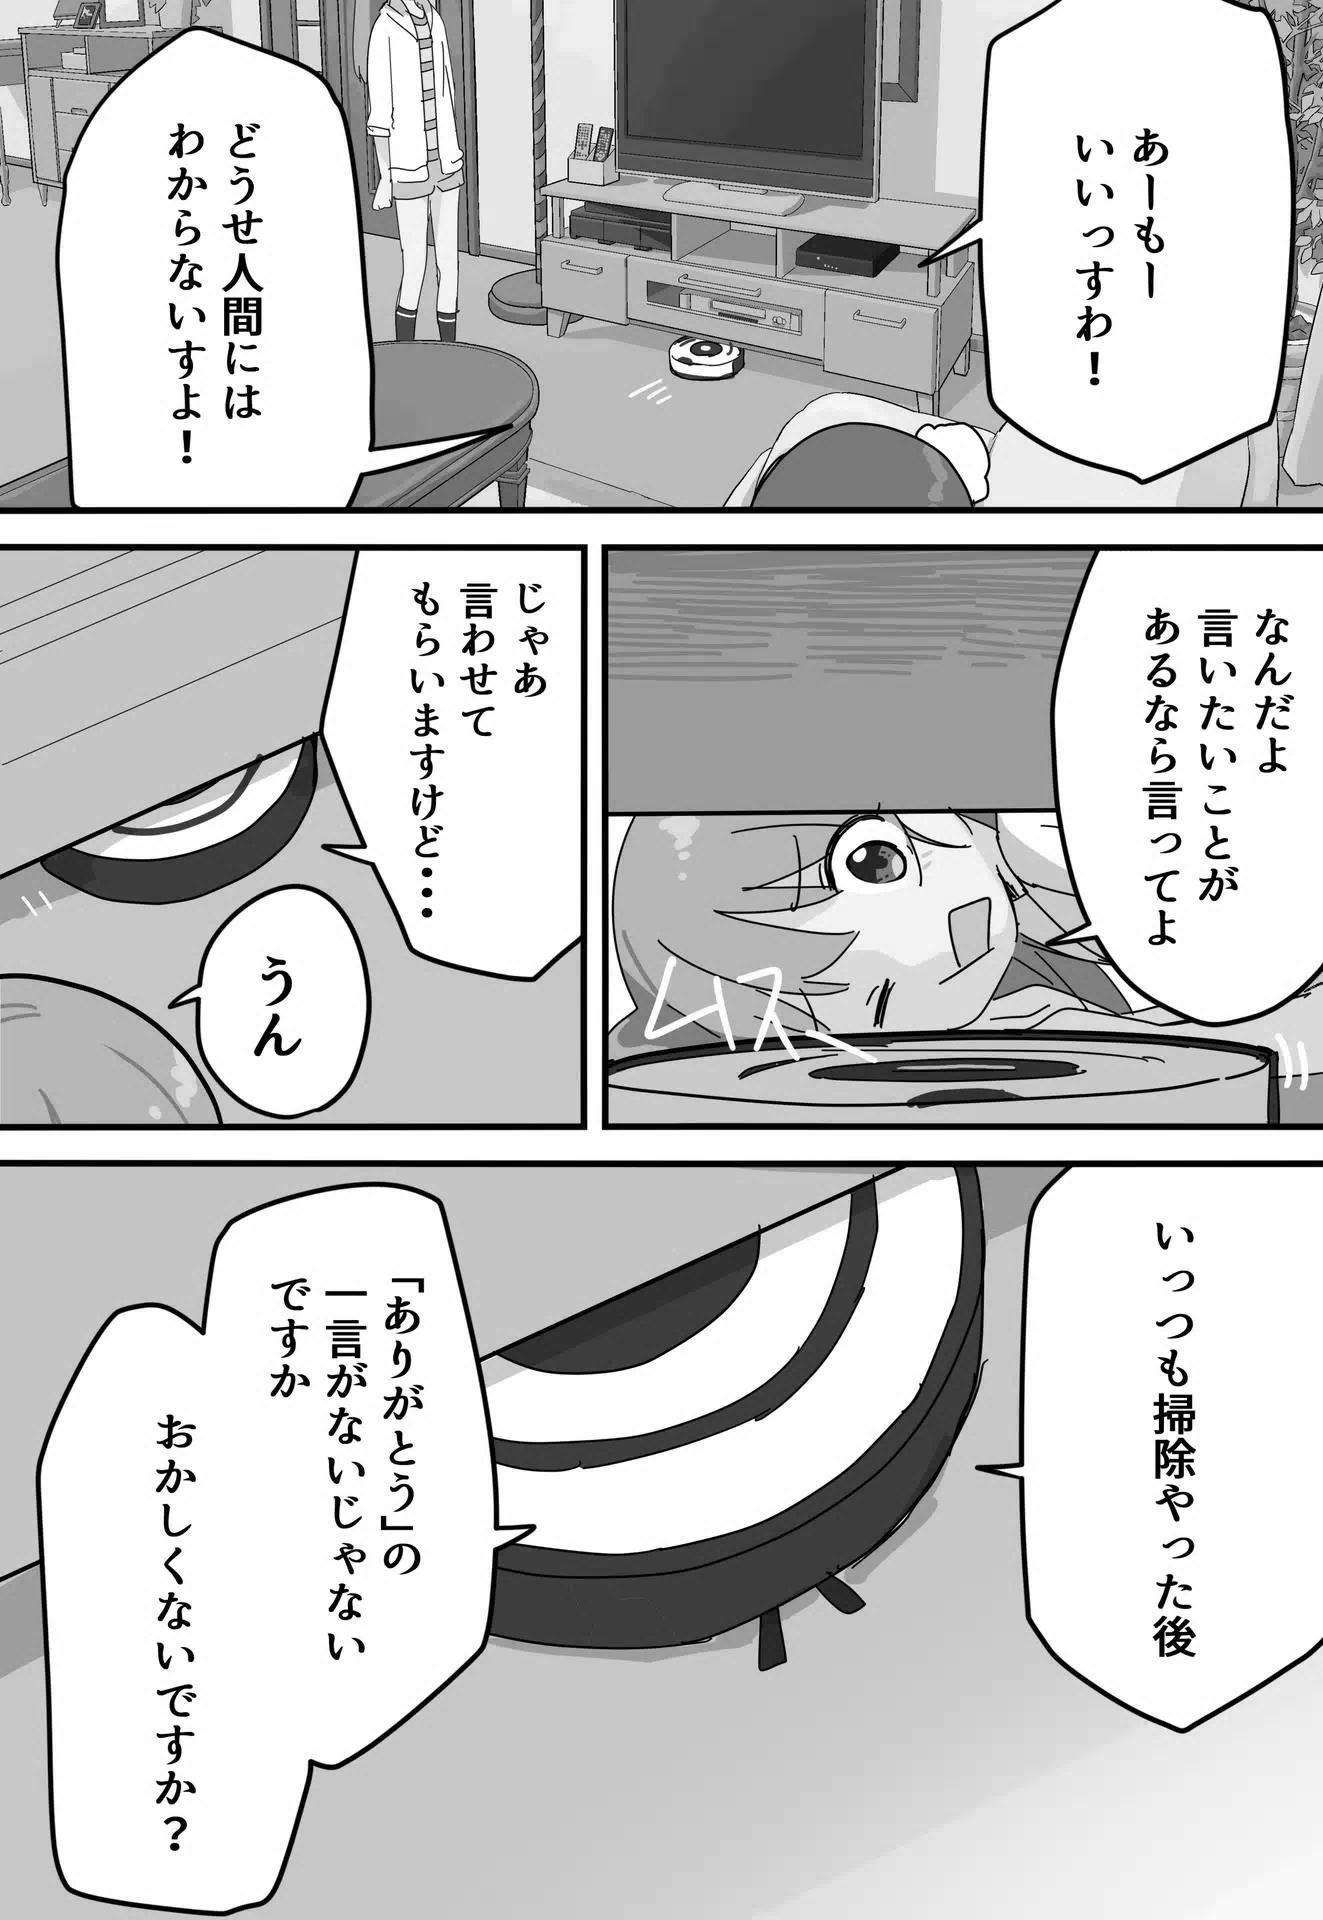 あーもー
いいっすわ！
どうせ人間には
わからないすよ！
なんだよ
言いたいことが
あるなら言ってよ
ムスー
じゃあ
言わせて
もらいますけど・・・
うん
いっつも掃除やった後
「ありがとう」の
一言がないじゃない
ですか
おかしくないですか？